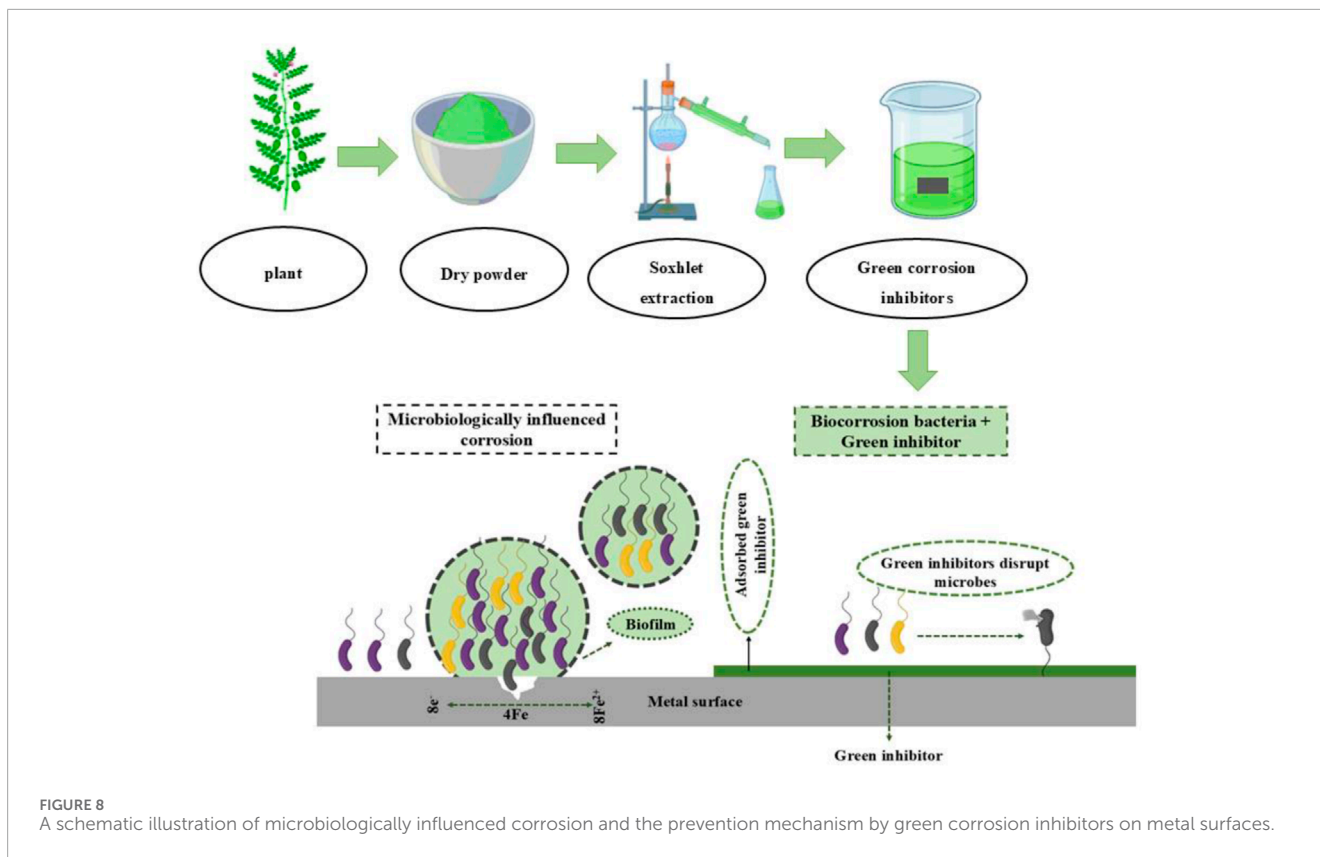 plant
Dry powder
Soxhlet
extraction
Green corrosion
inhibitors
Microbiologically influenced
corrosion
Biocorrosion bacteria +
Green inhibitor
Adsorbed green
inhibitor
Green inhibitors disrupt
microbes
Biofilm
8e⁻
4Fe
8Fe²⁺
Metal surface
Green inhibitor
FIGURE 8
A schematic illustration of microbiologically influenced corrosion and the prevention mechanism by green corrosion inhibitors on metal surfaces.